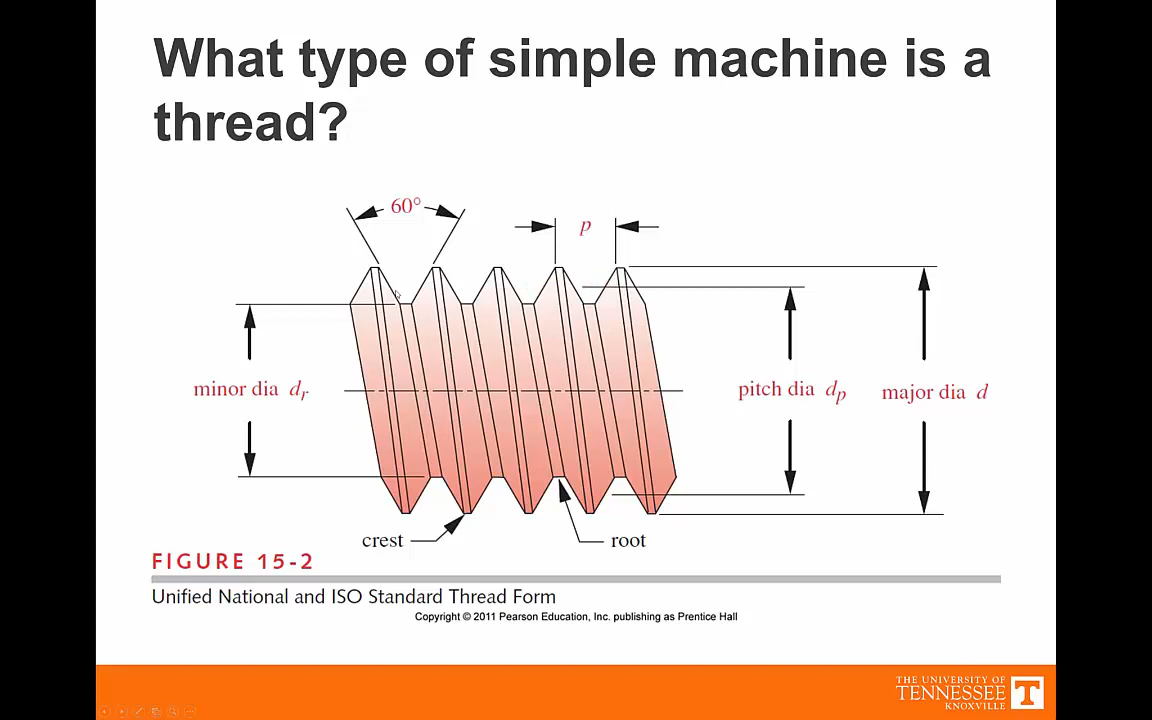 What type of simple machine is a
thread?
60°
p
minor dia dr
pitch dia dp
major dia d
crest
root
FIGURE 15-2
Unified National and ISO Standard Thread Form
Copyright © 2011 Pearson Education, Inc. publishing as Prentice Hall
THE UNIVERSITY OF
TENNESSEE
KNOXVILLE
T